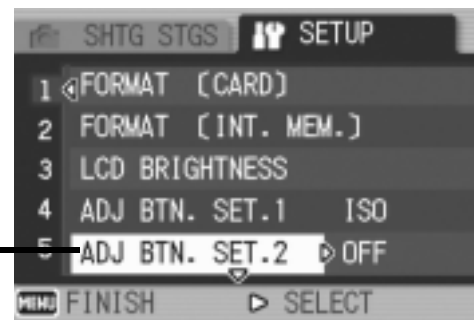 SHTG STGS SETUP
1 FORMAT [CARD]
2 FORMAT [INT. MEM.]
3 LCD BRIGHTNESS
4 ADJ BTN. SET.1 ISO
5 ADJ BTN. SET.2 OFF
MENU FINISH SELECT